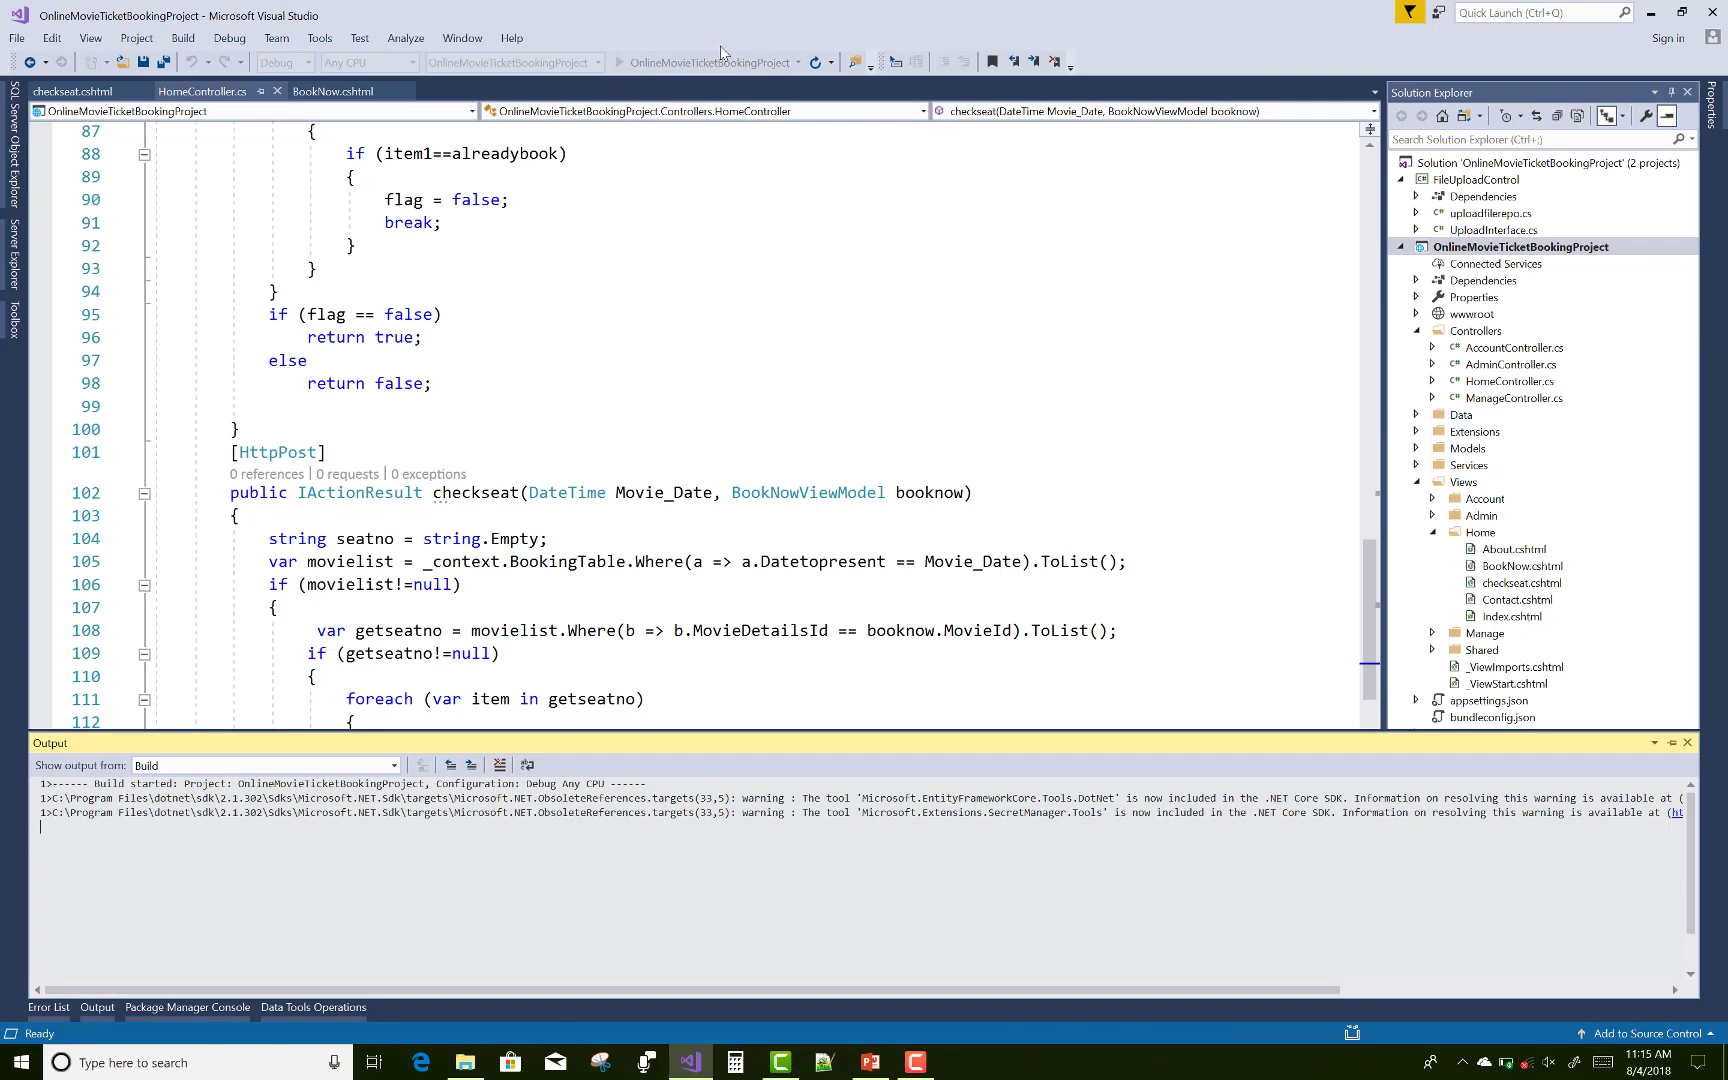 OnlineMovieTicketBookingProject - Microsoft Visual Studio
Quick Launch (Ctrl+Q)
File Edit View Project Build Debug Team Tools Test Analyze Window Help
Sign in
Debug Any CPU OnlineMovieTicketBookingProject OnlineMovieTicketBookingProject
checkseat.cshtml HomeController.cs BookNow.cshtml
OnlineMovieTicketBookingProject OnlineMovieTicketBookingProject.Controllers.HomeController checkseat(DateTime Movie_Date, BookNowViewModel booknow)
SQL Server Object Explorer
Server Explorer
Toolbox
87 {
88 if (item1==alreadybook)
89 {
90 flag = false;
91 break;
92 }
93 }
94 }
95 if (flag == false)
96 return true;
97 else
98 return false;
99
100 }
101 [HttpPost]
0 references | 0 requests | 0 exceptions
102 public IActionResult checkseat(DateTime Movie_Date, BookNowViewModel booknow)
103 {
104 string seatno = string.Empty;
105 var movielist = _context.BookingTable.Where(a => a.Datetopresent == Movie_Date).ToList();
106 if (movielist!=null)
107 {
108 var getseatno = movielist.Where(b => b.MovieDetailsId == booknow.MovieId).ToList();
109 if (getseatno!=null)
110 {
111 foreach (var item in getseatno)
112 {
Solution Explorer
Search Solution Explorer (Ctrl+;)
Solution 'OnlineMovieTicketBookingProject' (2 projects)
FileUploadControl
Dependencies
uploadfilerepo.cs
UploadInterface.cs
OnlineMovieTicketBookingProject
Connected Services
Dependencies
Properties
wwwroot
Controllers
AccountController.cs
AdminController.cs
HomeController.cs
ManageController.cs
Data
Extensions
Models
Services
Views
Account
Admin
Home
About.cshtml
BookNow.cshtml
checkseat.cshtml
Contact.cshtml
Index.cshtml
Manage
Shared
_ViewImports.cshtml
_ViewStart.cshtml
appsettings.json
bundleconfig.json
Properties
Output
Show output from: Build
1>------ Build started: Project: OnlineMovieTicketBookingProject, Configuration: Debug Any CPU ------
1>C:\Program Files\dotnet\sdk\2.1.302\Sdks\Microsoft.NET.Sdk\targets\Microsoft.NET.ObsoleteReferences.targets(33,5): warning : The tool 'Microsoft.EntityFrameworkCore.Tools.DotNet' is now included in the .NET Core SDK. Information on resolving this warning is available at (
1>C:\Program Files\dotnet\sdk\2.1.302\Sdks\Microsoft.NET.Sdk\targets\Microsoft.NET.ObsoleteReferences.targets(33,5): warning : The tool 'Microsoft.Extensions.SecretManager.Tools' is now included in the .NET Core SDK. Information on resolving this warning is available at (ht
Error List Output Package Manager Console Data Tools Operations
Ready
Add to Source Control
Type here to search
11:15 AM
8/4/2018